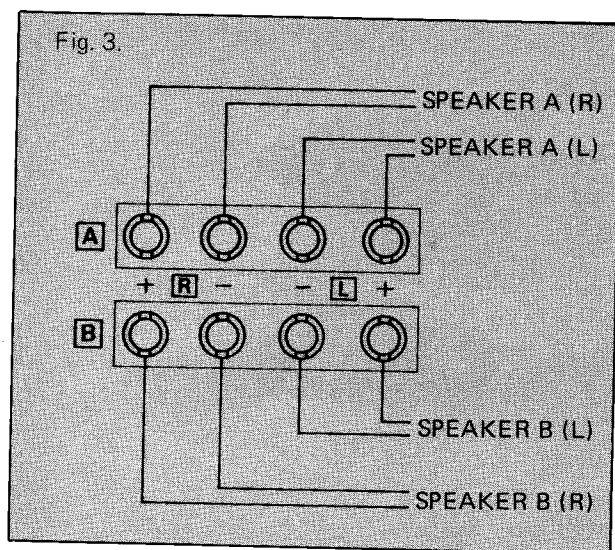 Fig. 3.
SPEAKER A (R)
SPEAKER A (L)
A
+ R - - L +
B
SPEAKER B (L)
SPEAKER B (R)